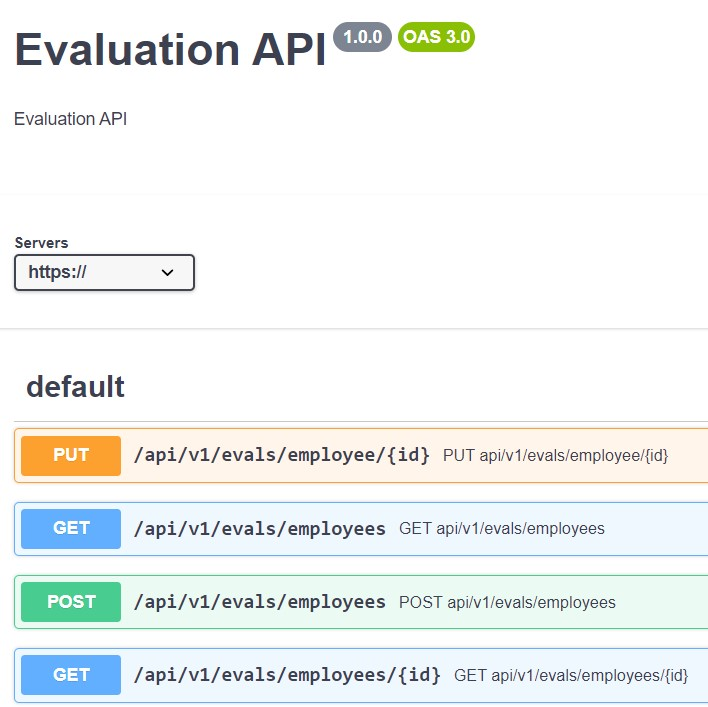 Evaluation API 1.0.0 OAS 3.0
Evaluation API
Servers
https://
default
PUT /api/v1/evals/employee/{id} PUT api/v1/evals/employee/{id}
GET /api/v1/evals/employees GET api/v1/evals/employees
POST /api/v1/evals/employees POST api/v1/evals/employees
GET /api/v1/evals/employees/{id} GET api/v1/evals/employees/{id}